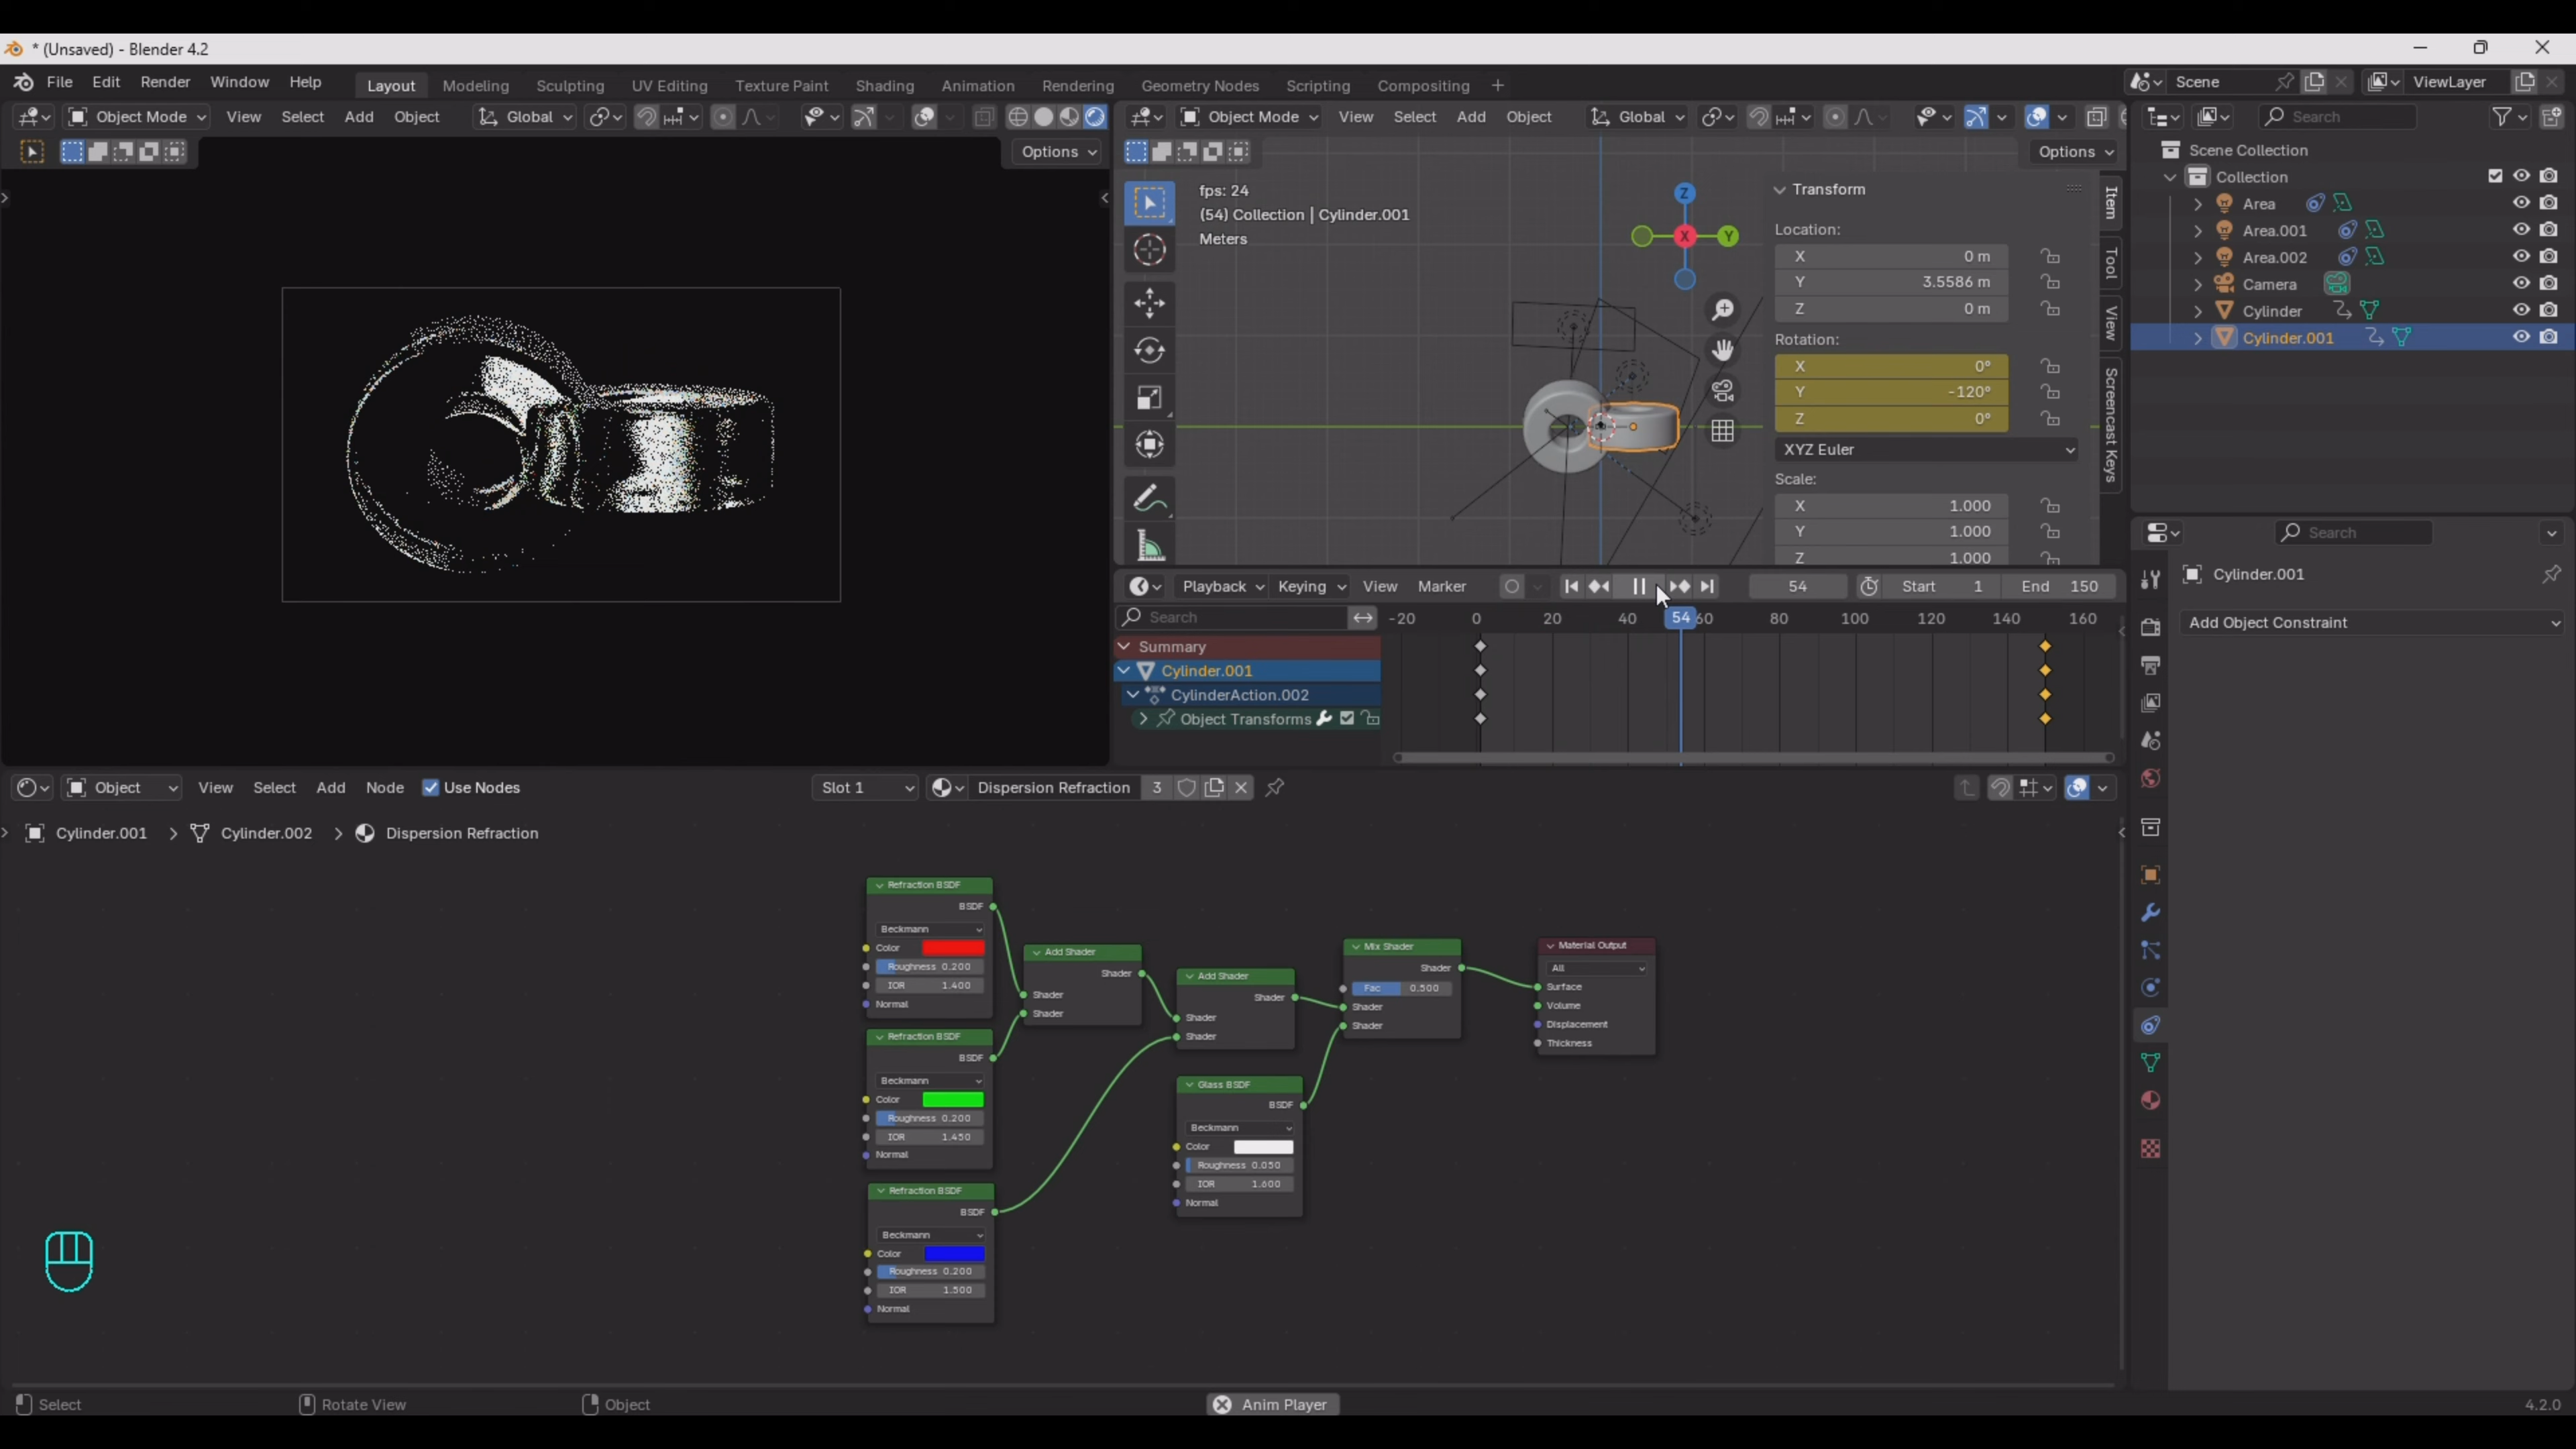 * (Unsaved) - Blender 4.2
File Edit Render Window Help Layout Modeling Sculpting UV Editing Texture Paint Shading Animation Rendering Geometry Nodes Scripting Compositing + Scene ViewLayer
Object Mode View Select Add Object Global
Options
Object Mode View Select Add Object Global
Options
fps: 24
(54) Collection | Cylinder.001
Meters
Z
X
Y
Transform
Location:
X 0 m
Y 3.5586 m
Z 0 m
Rotation:
X 0°
Y -120°
Z 0°
XYZ Euler
Scale:
X 1.000
Y 1.000
Z 1.000
Item
Tool
View
Screencast Keys
Search
Scene Collection
Collection
Area
Area.001
Area.002
Camera
Cylinder
Cylinder.001
Search
Cylinder.001
Add Object Constraint
Playback Keying View Marker 54 Start 1 End 150
Search -20 0 20 40 54 60 80 100 120 140 160
Summary
Cylinder.001
CylinderAction.002
Object Transforms
Object View Select Add Node Use Nodes Slot 1 Dispersion Refraction 3
Cylinder.001 > Cylinder.002 > Dispersion Refraction
Refraction BSDF
BSDF
Beckmann
Color
Roughness 0.200
IOR 1.400
Normal
Refraction BSDF
BSDF
Beckmann
Color
Roughness 0.200
IOR 1.450
Normal
Refraction BSDF
BSDF
Beckmann
Color
Roughness 0.200
IOR 1.500
Normal
Add Shader
Shader
Shader
Shader
Add Shader
Shader
Shader
Shader
Glass BSDF
BSDF
Beckmann
Color
Roughness 0.050
IOR 1.600
Normal
Mix Shader
Shader
Fac 0.500
Shader
Shader
Material Output
All
Surface
Volume
Displacement
Thickness
Select Rotate View Object Anim Player 4.2.0